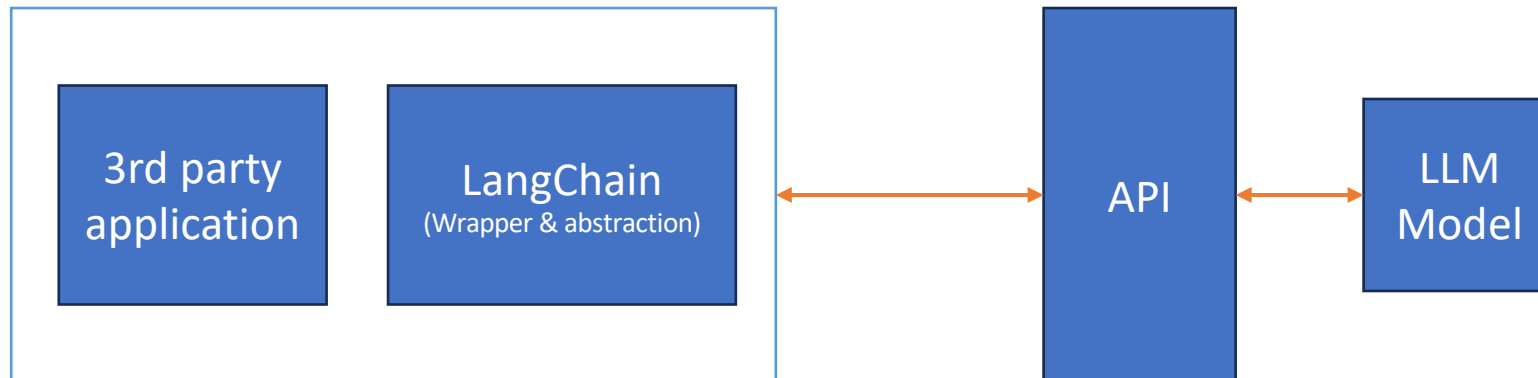 3rd party
application
LangChain
(Wrapper & abstraction)
API
LLM
Model